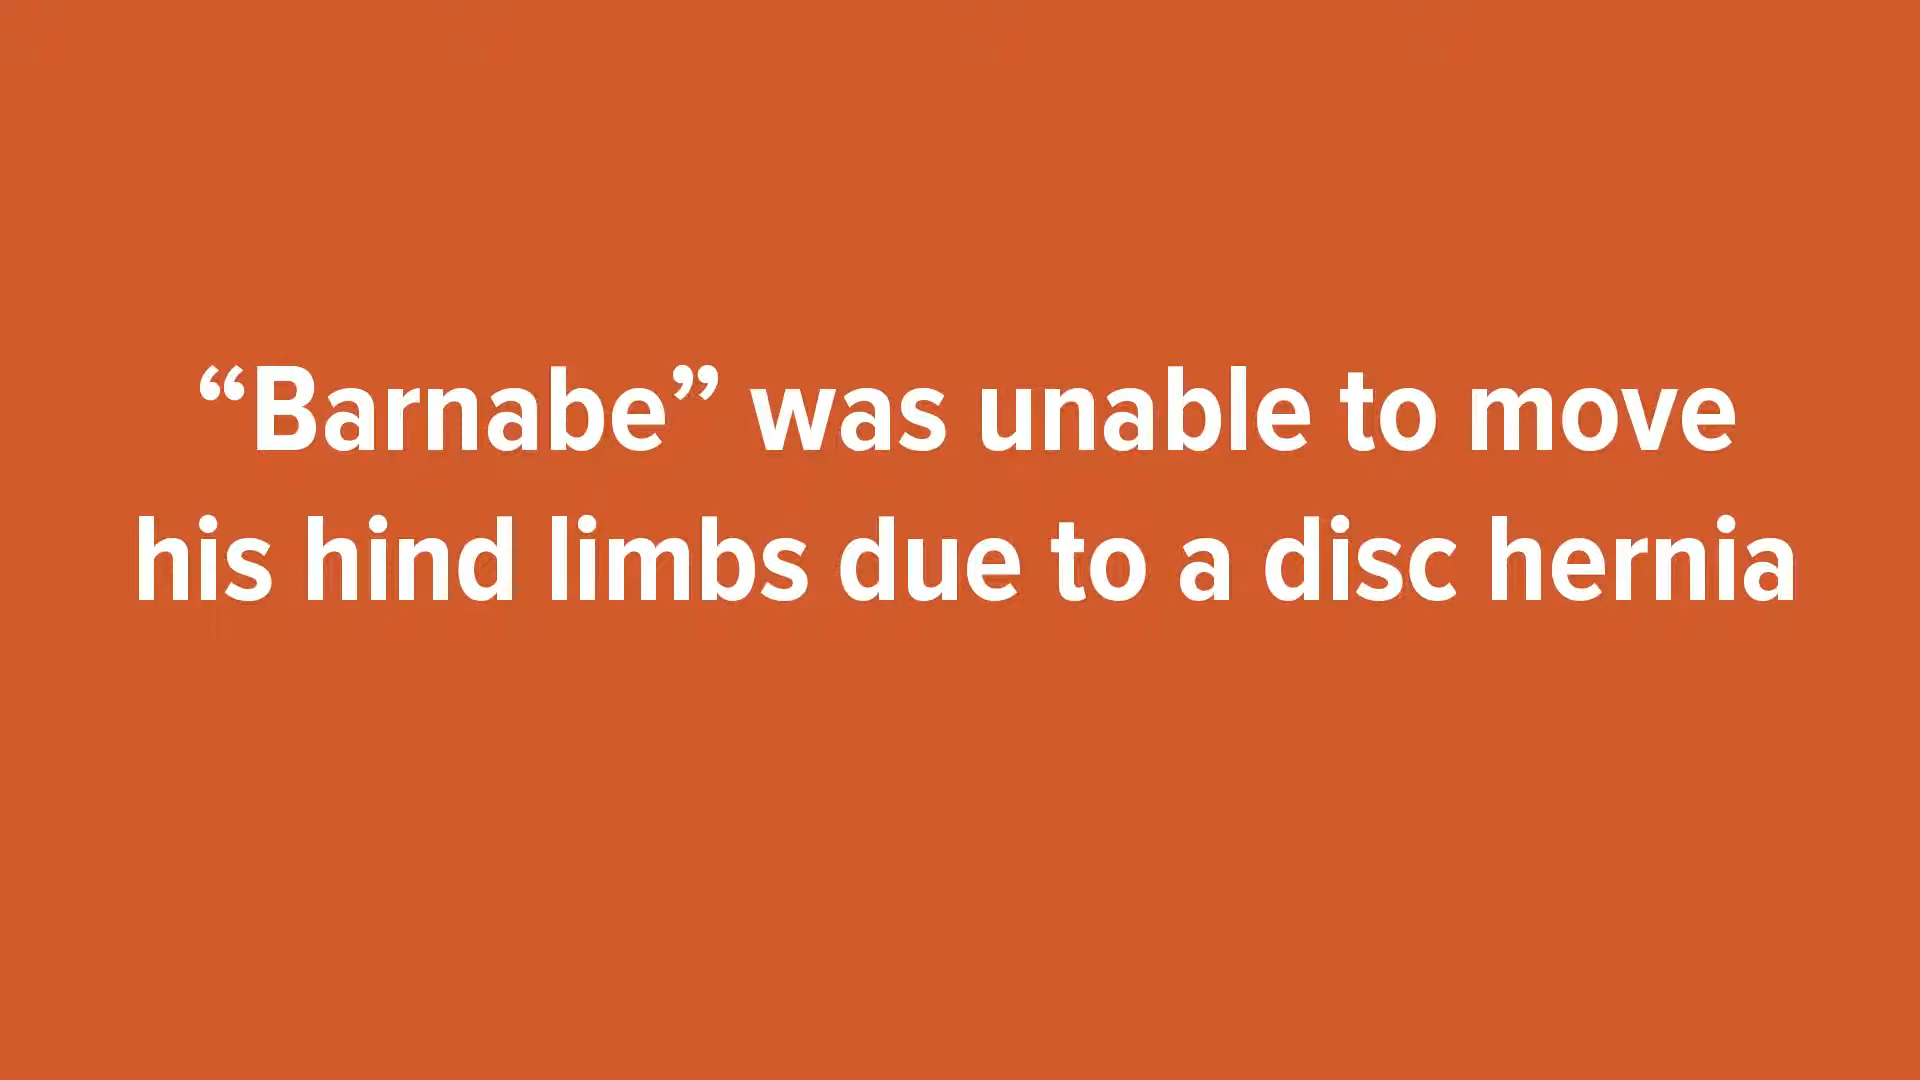 “Barnabe” was unable to move
his hind limbs due to a disc hernia